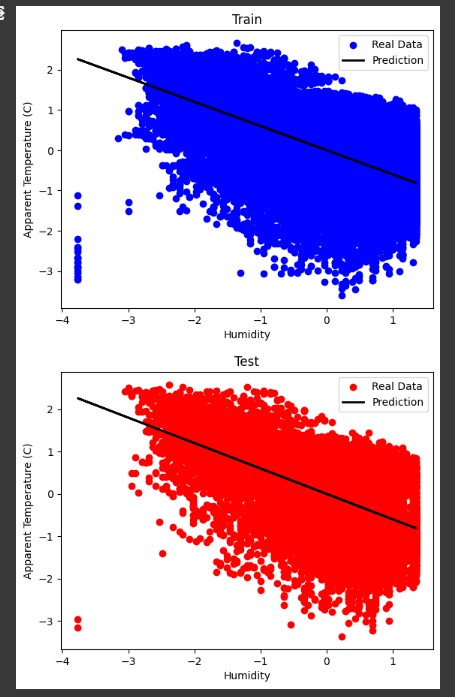 Train
Real Data
Prediction
Apparent Temperature (C)
2
1
0
−1
−2
−3
−4
−3
−2
−1
0
1
Humidity
Test
Real Data
Prediction
Apparent Temperature (C)
2
1
0
−1
−2
−3
−4
−3
−2
−1
0
1
Humidity